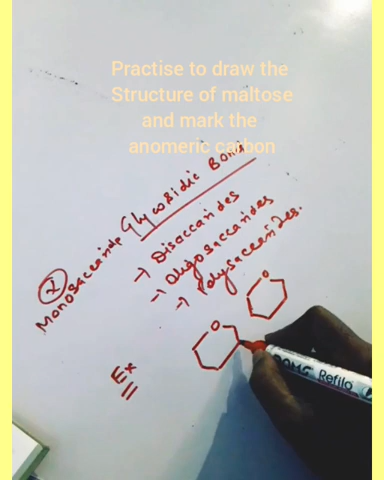 Practise to draw the
Structure of maltose
and mark the
anomeric carbon
② Glycosidic Bond
Monosaccaride
→ Disaccarides
→ Oligosaccarides
→ Polysaccarides.
O
O
Ex
DOMS Refilo